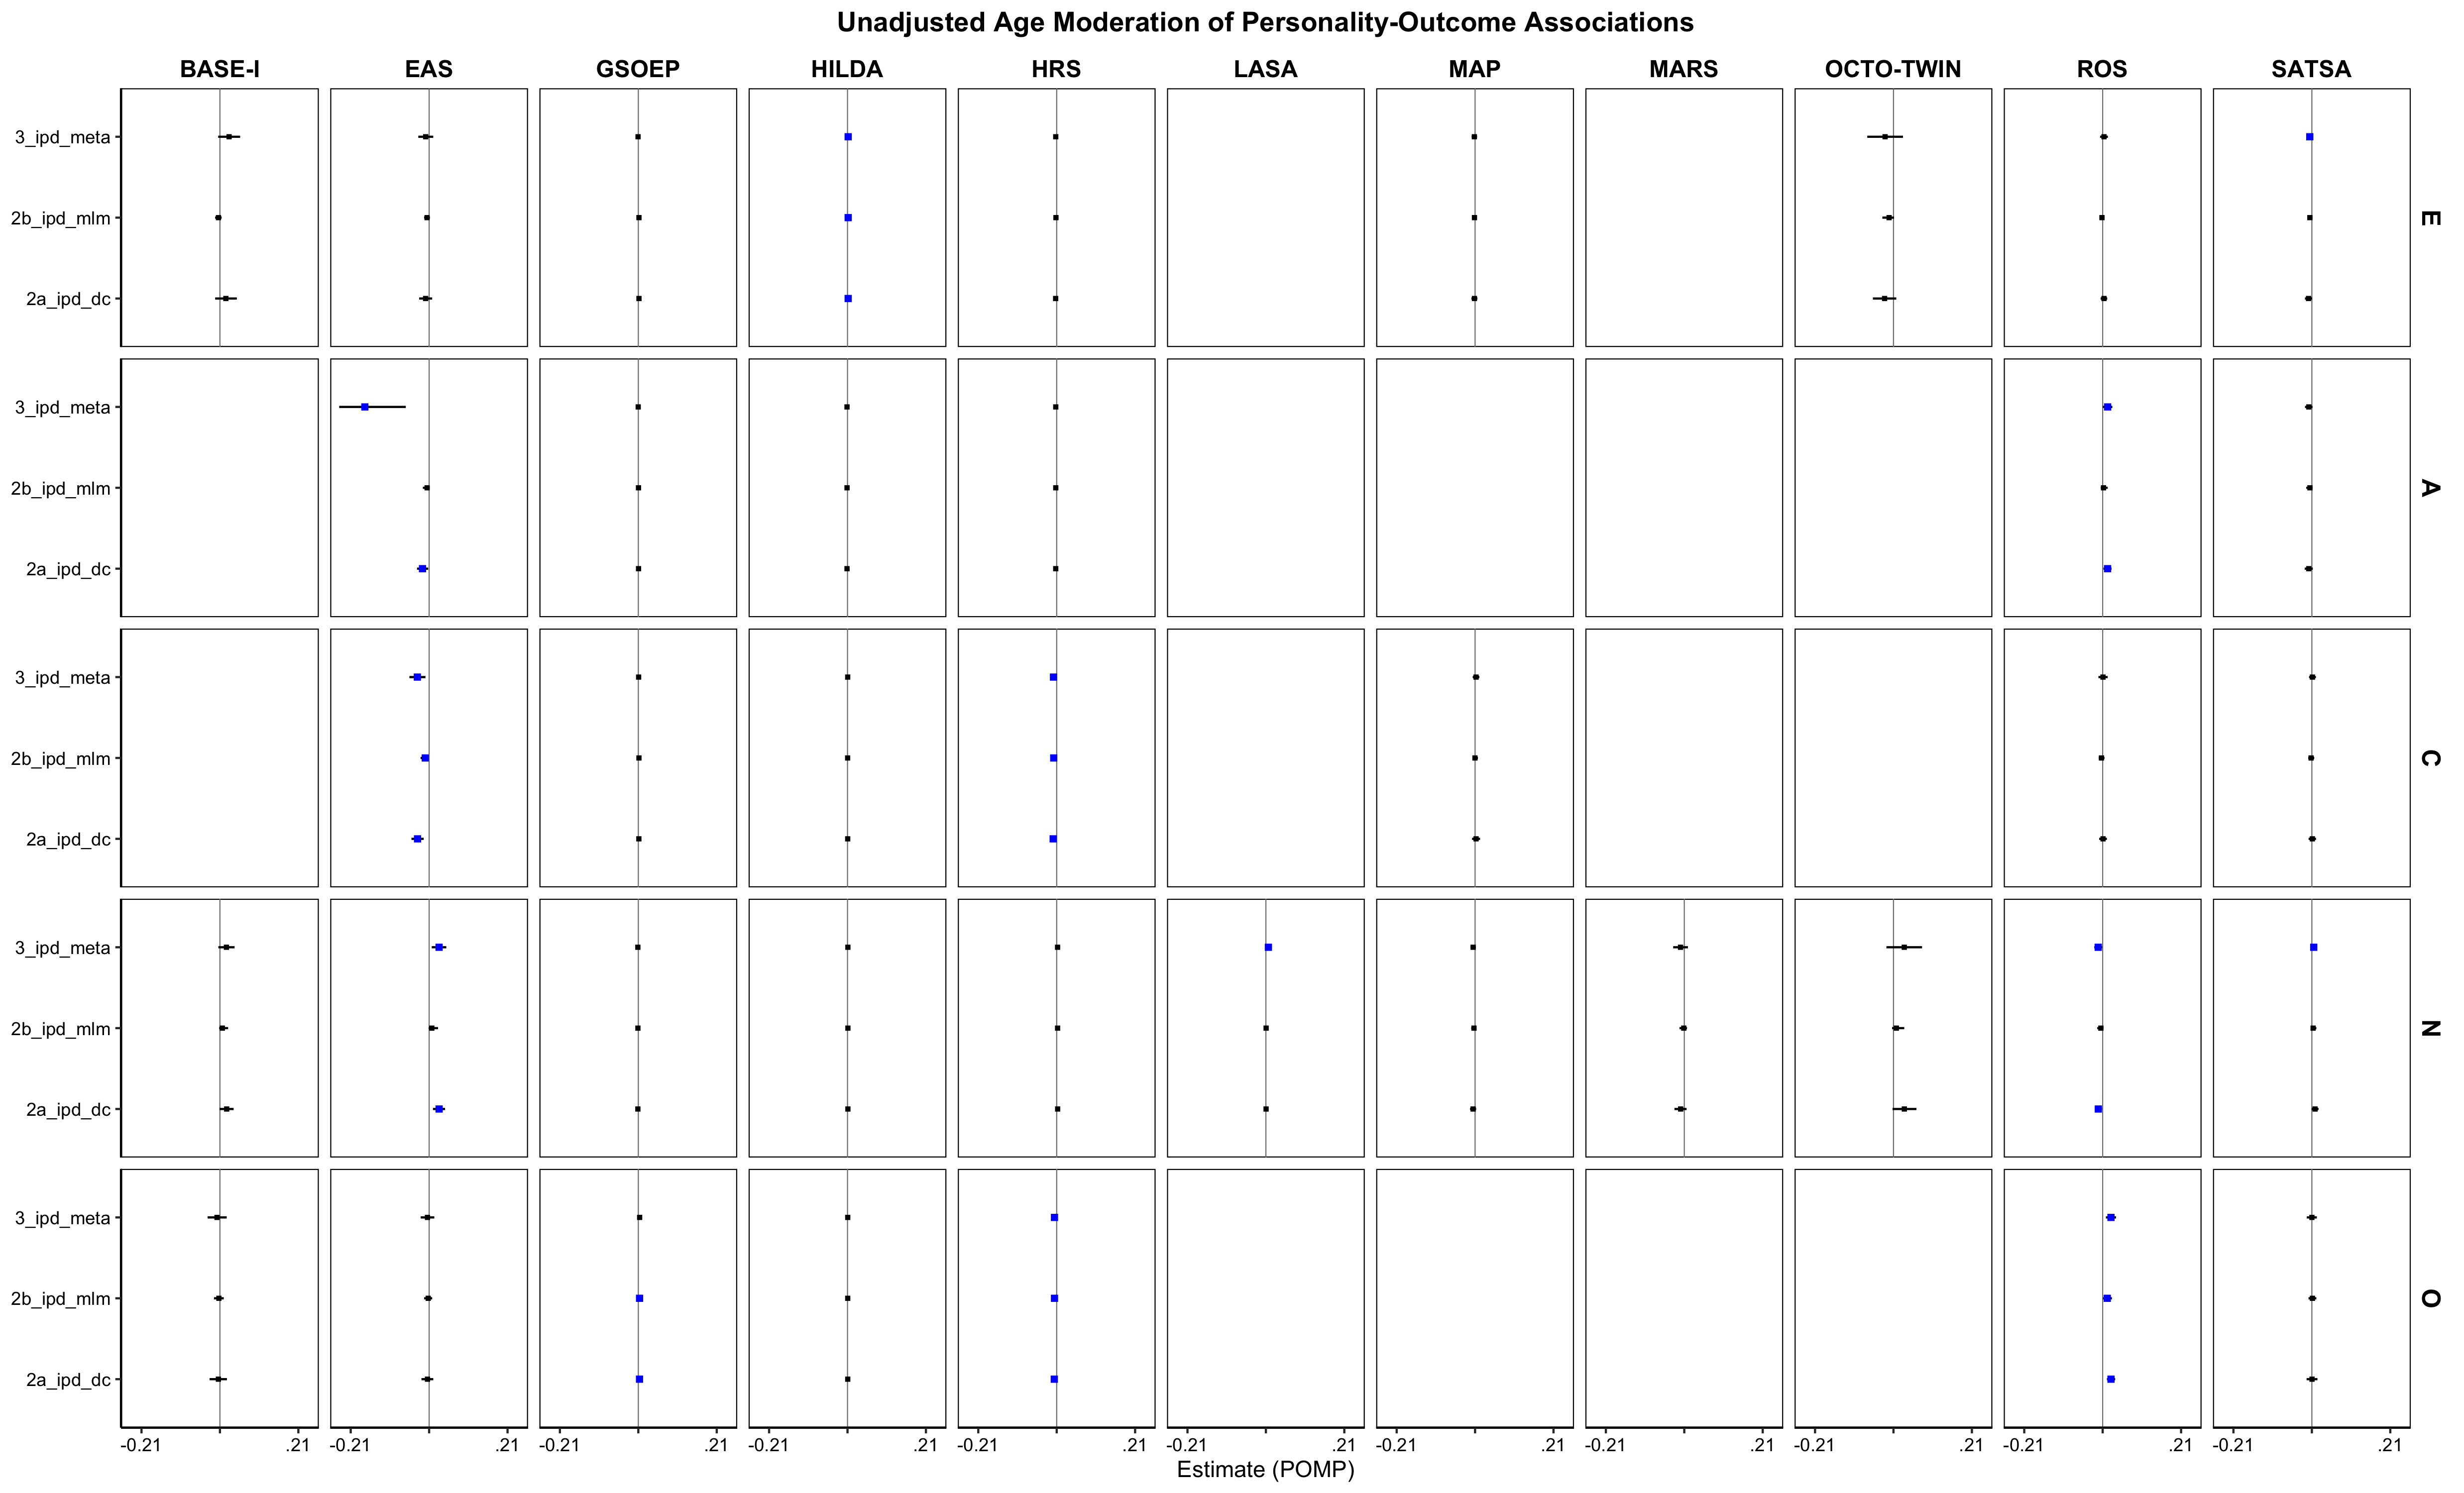 Unadjusted Age Moderation of Personality-Outcome Associations
BASE-I EAS GSOEP HILDA HRS LASA MAP MARS OCTO-TWIN ROS SATSA
3_ipd_meta
2b_ipd_mlm
2a_ipd_dc
E
3_ipd_meta
2b_ipd_mlm
2a_ipd_dc
A
3_ipd_meta
2b_ipd_mlm
2a_ipd_dc
C
3_ipd_meta
2b_ipd_mlm
2a_ipd_dc
N
3_ipd_meta
2b_ipd_mlm
2a_ipd_dc
O
-0.21 .21 -0.21 .21 -0.21 .21 -0.21 .21 -0.21 .21 -0.21 .21 -0.21 .21 -0.21 .21 -0.21 .21 -0.21 .21 -0.21 .21
Estimate (POMP)